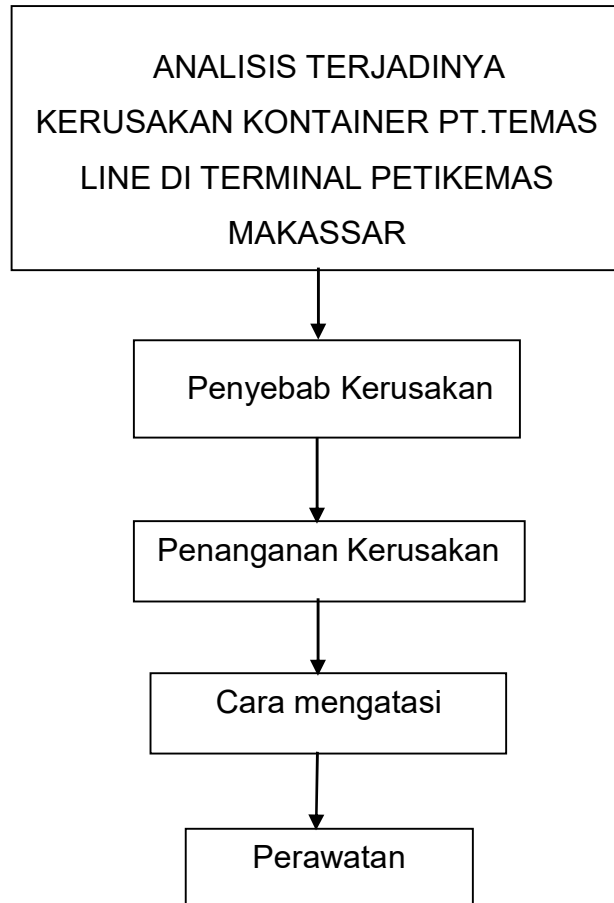 ANALISIS TERJADINYA
KERUSAKAN KONTAINER PT.TEMAS
LINE DI TERMINAL PETIKEMAS
MAKASSAR
Penyebab Kerusakan
Penanganan Kerusakan
Cara mengatasi
Perawatan